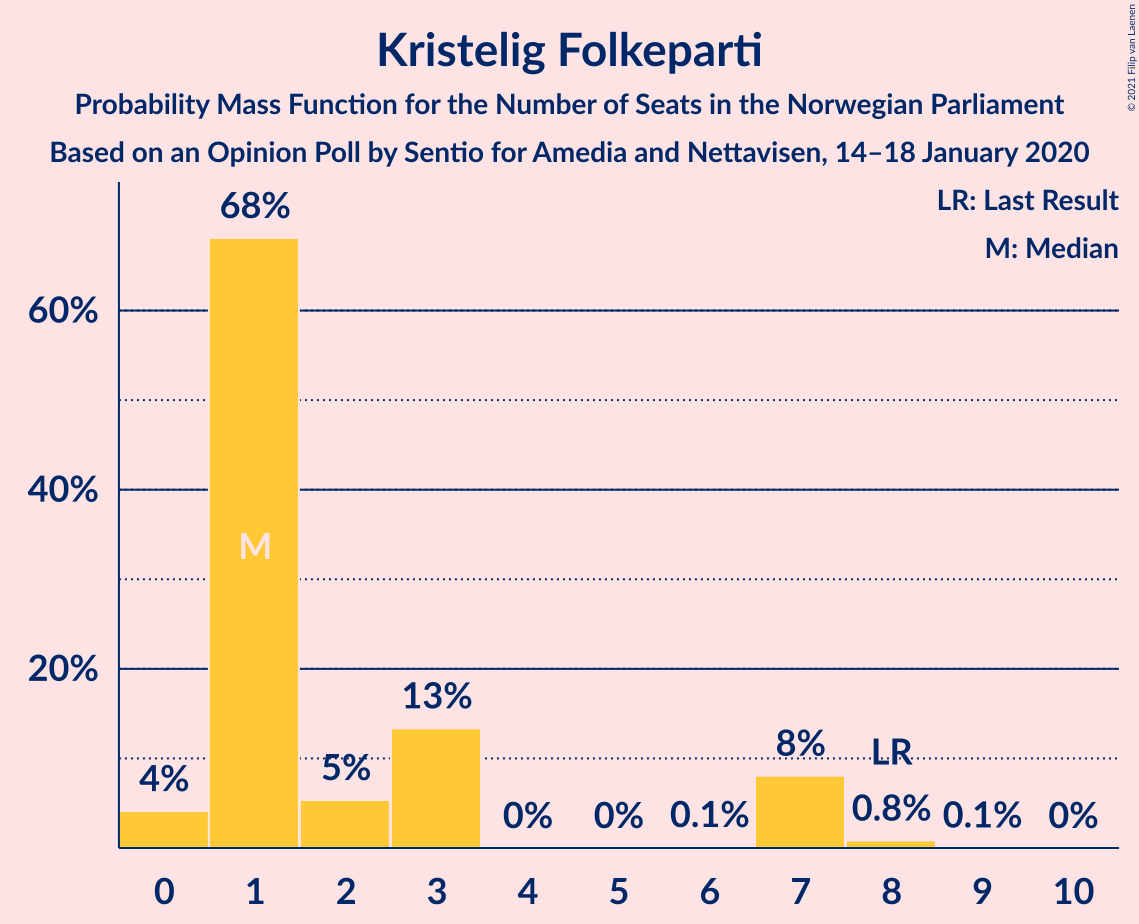 Kristelig Folkeparti
Probability Mass Function for the Number of Seats in the Norwegian Parliament
Based on an Opinion Poll by Sentio for Amedia and Nettavisen, 14–18 January 2020
© 2021 Filip van Laenen
LR: Last Result
M: Median
68%
60%
40%
M
20%
13%
8%
LR
4%
5%
0%
0%
0.1%
0.8%
0.1%
0%
0 1 2 3 4 5 6 7 8 9 10